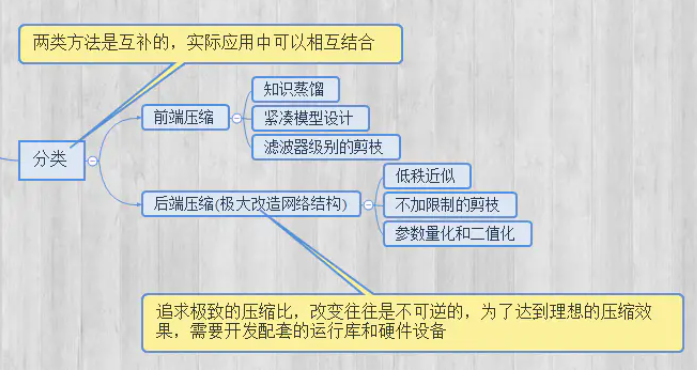 两类方法是互补的，实际应用中可以相互结合
知识蒸馏
前端压缩
紧凑模型设计
滤波器级别的剪枝
分类
低秩近似
后端压缩(极大改造网络结构)
不加限制的剪枝
参数量化和二值化
追求极致的压缩比，改变往往是不可逆的，为了达到理想的压缩效
果，需要开发配套的运行库和硬件设备